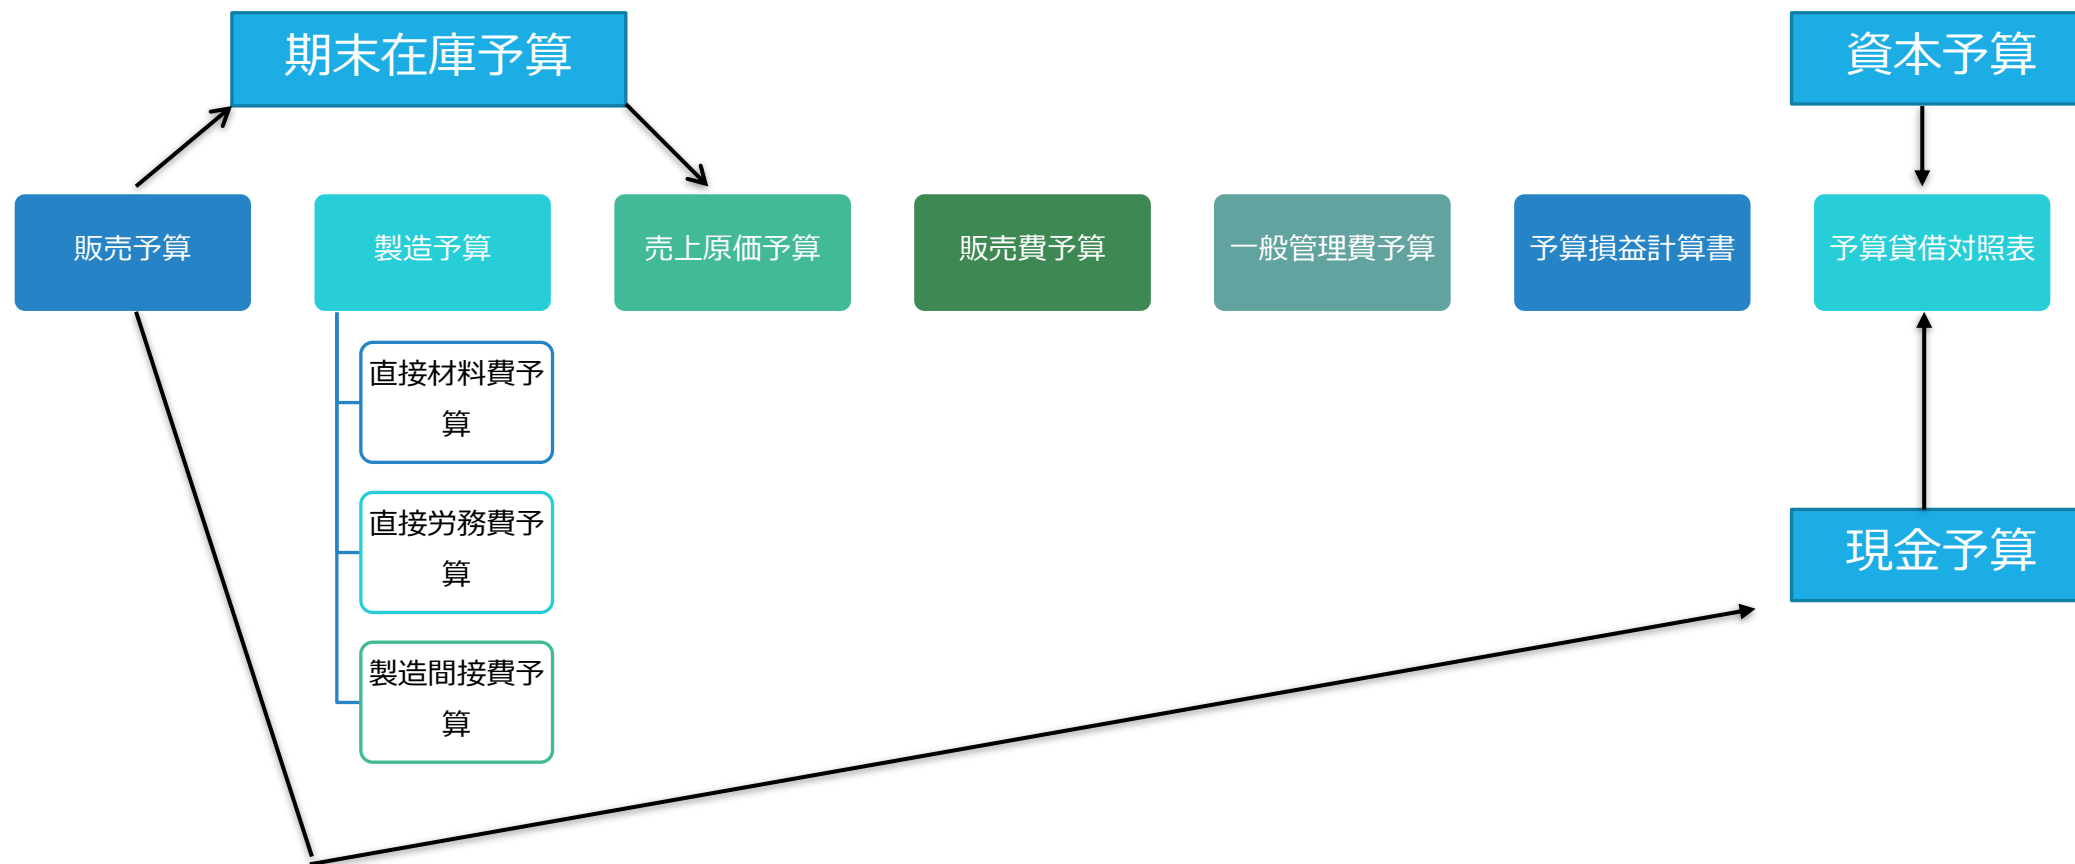 期末在庫予算
資本予算
販売予算
製造予算
売上原価予算
販売費予算
一般管理費予算
予算損益計算書
予算貸借対照表
直接材料費予
算
直接労務費予
算
製造間接費予
算
現金予算